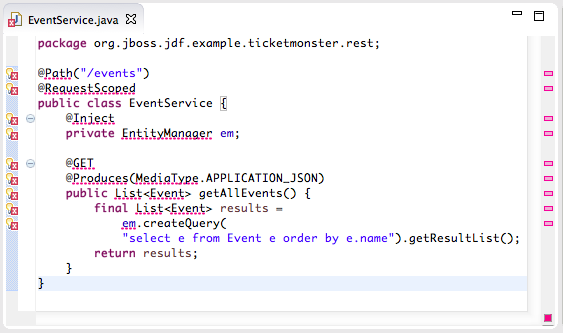 EventService.java
package org.jboss.jdf.example.ticketmonster.rest;
@Path("/events")
@RequestScoped
public class EventService {
@Inject
private EntityManager em;
@GET
@Produces(MediaType.APPLICATION_JSON)
public List<Event> getAllEvents() {
final List<Event> results =
em.createQuery(
"select e from Event e order by e.name").getResultList();
return results;
}
}